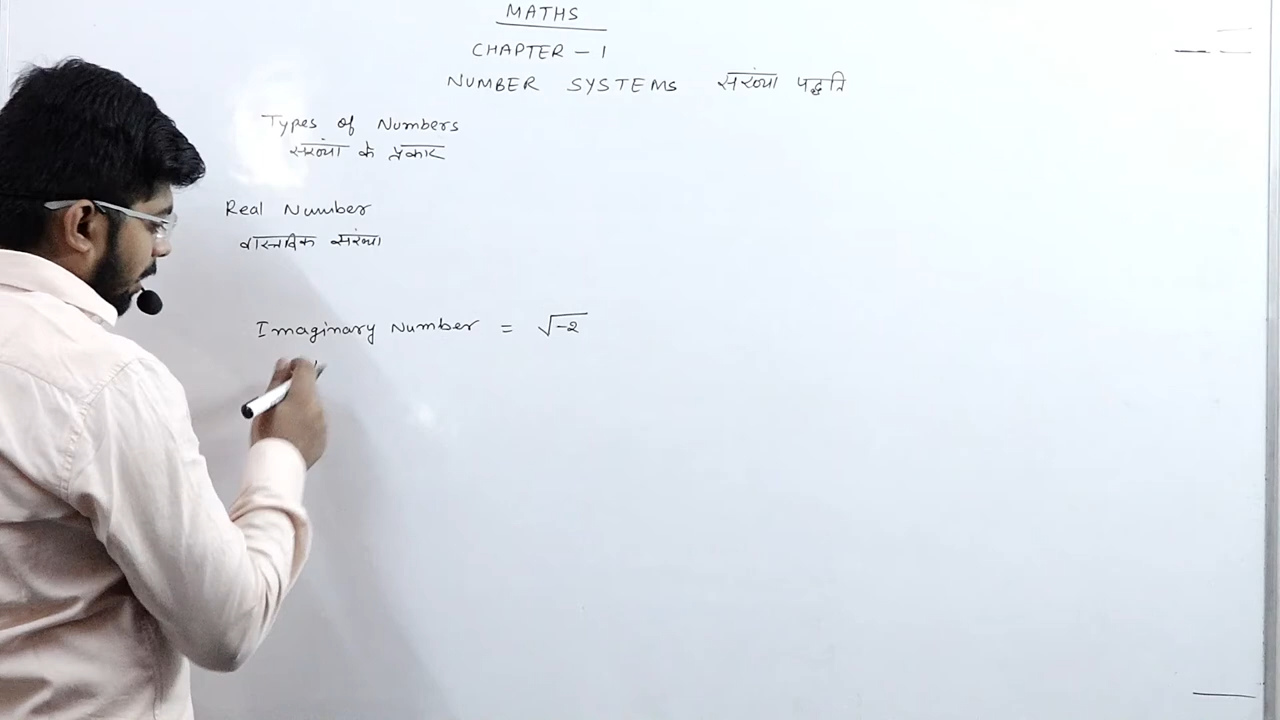 MATHS
CHAPTER - 1
NUMBER SYSTEMS संख्या पद्धति
Types of Numbers
संख्या के प्रकार
Real Number
वास्तविक संख्या
Imaginary Number = √-2